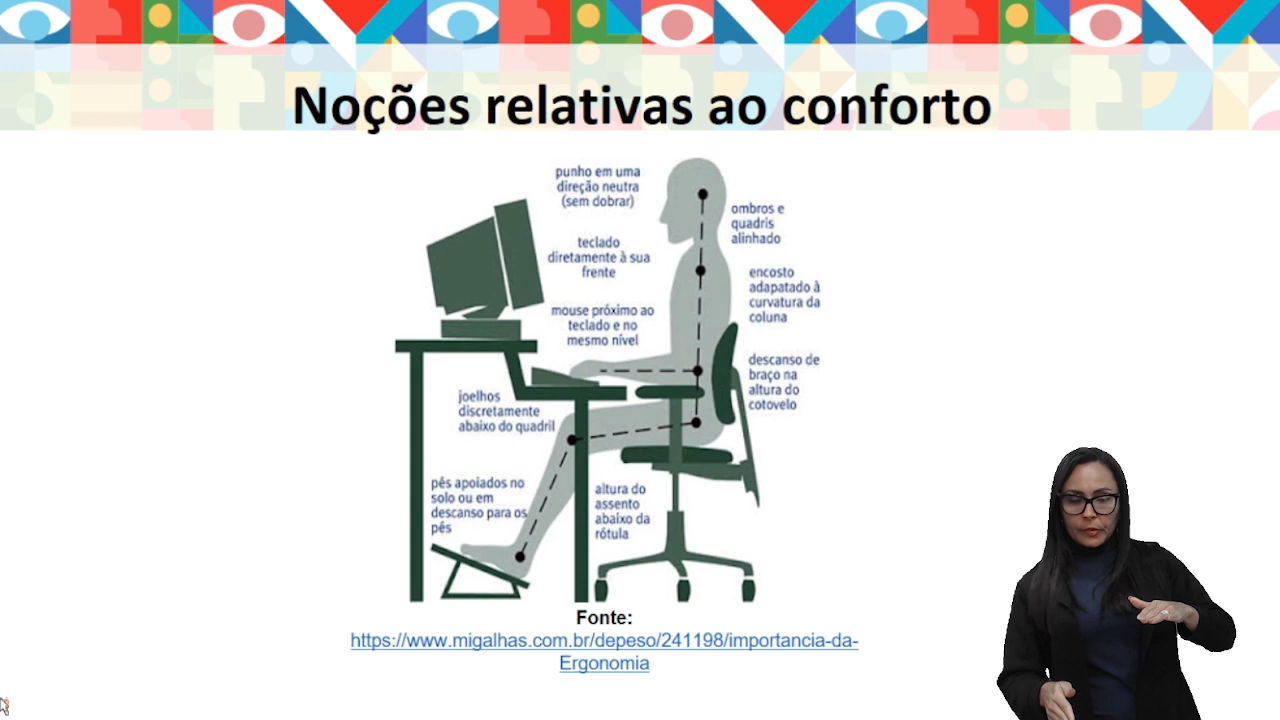 Noções relativas ao conforto
punho em uma
direção neutra
(sem dobrar)
teclado
diretamente à sua
frente
mouse próximo ao
teclado e no
mesmo nível
ombros e
quadris
alinhado
encosto
adapatado à
curvatura da
coluna
descanso de
braço na
altura do
cotovelo
joelhos
discretamente
abaixo do quadril
pés apoiados no
solo ou em
descanso para os
pés
altura do
assento
abaixo da
rótula
Fonte:
https://www.migalhas.com.br/depeso/241198/importancia-da-
Ergonomia